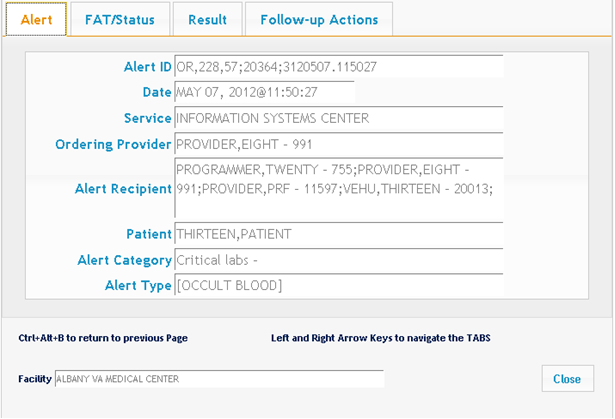 Alert FAT/Status Result Follow-up Actions
Alert ID OR,228,57;20364;3120507.115027
Date MAY 07, 2012@11:50:27
Service INFORMATION SYSTEMS CENTER
Ordering Provider PROVIDER,EIGHT - 991
Alert Recipient PROGRAMMER,TWENTY - 755;PROVIDER,EIGHT -
991;PROVIDER,PRF - 11597;VEHU,THIRTEEN - 20013;
Patient THIRTEEN,PATIENT
Alert Category Critical labs -
Alert Type [OCCULT BLOOD]
Ctrl+Alt+B to return to previous Page Left and Right Arrow Keys to navigate the TABS
Facility ALBANY VA MEDICAL CENTER Close